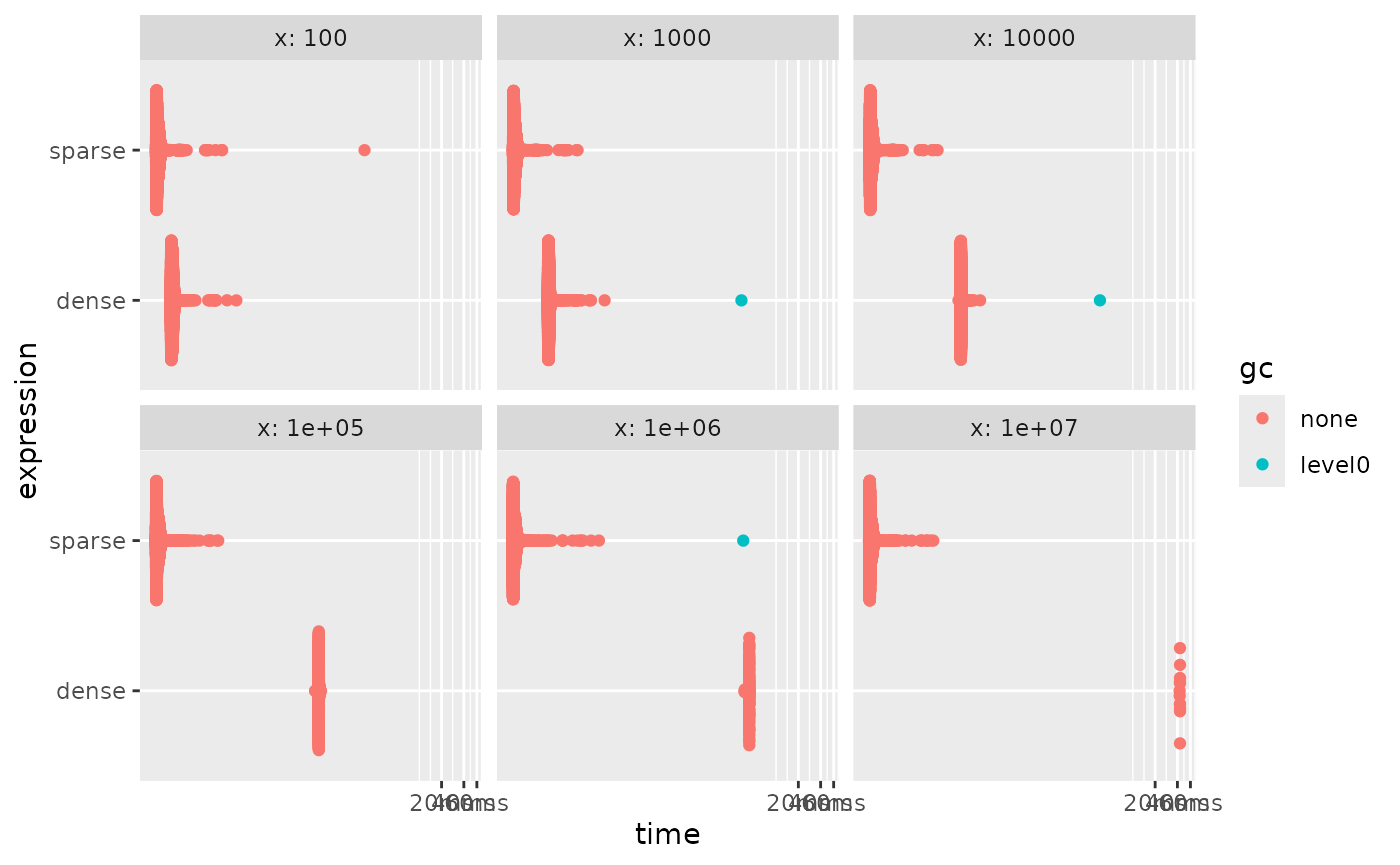 x: 100
x: 1000
x: 10000
sparse
dense
x: 1e+05
x: 1e+06
x: 1e+07
sparse
dense
expression
time
gc
none
level0